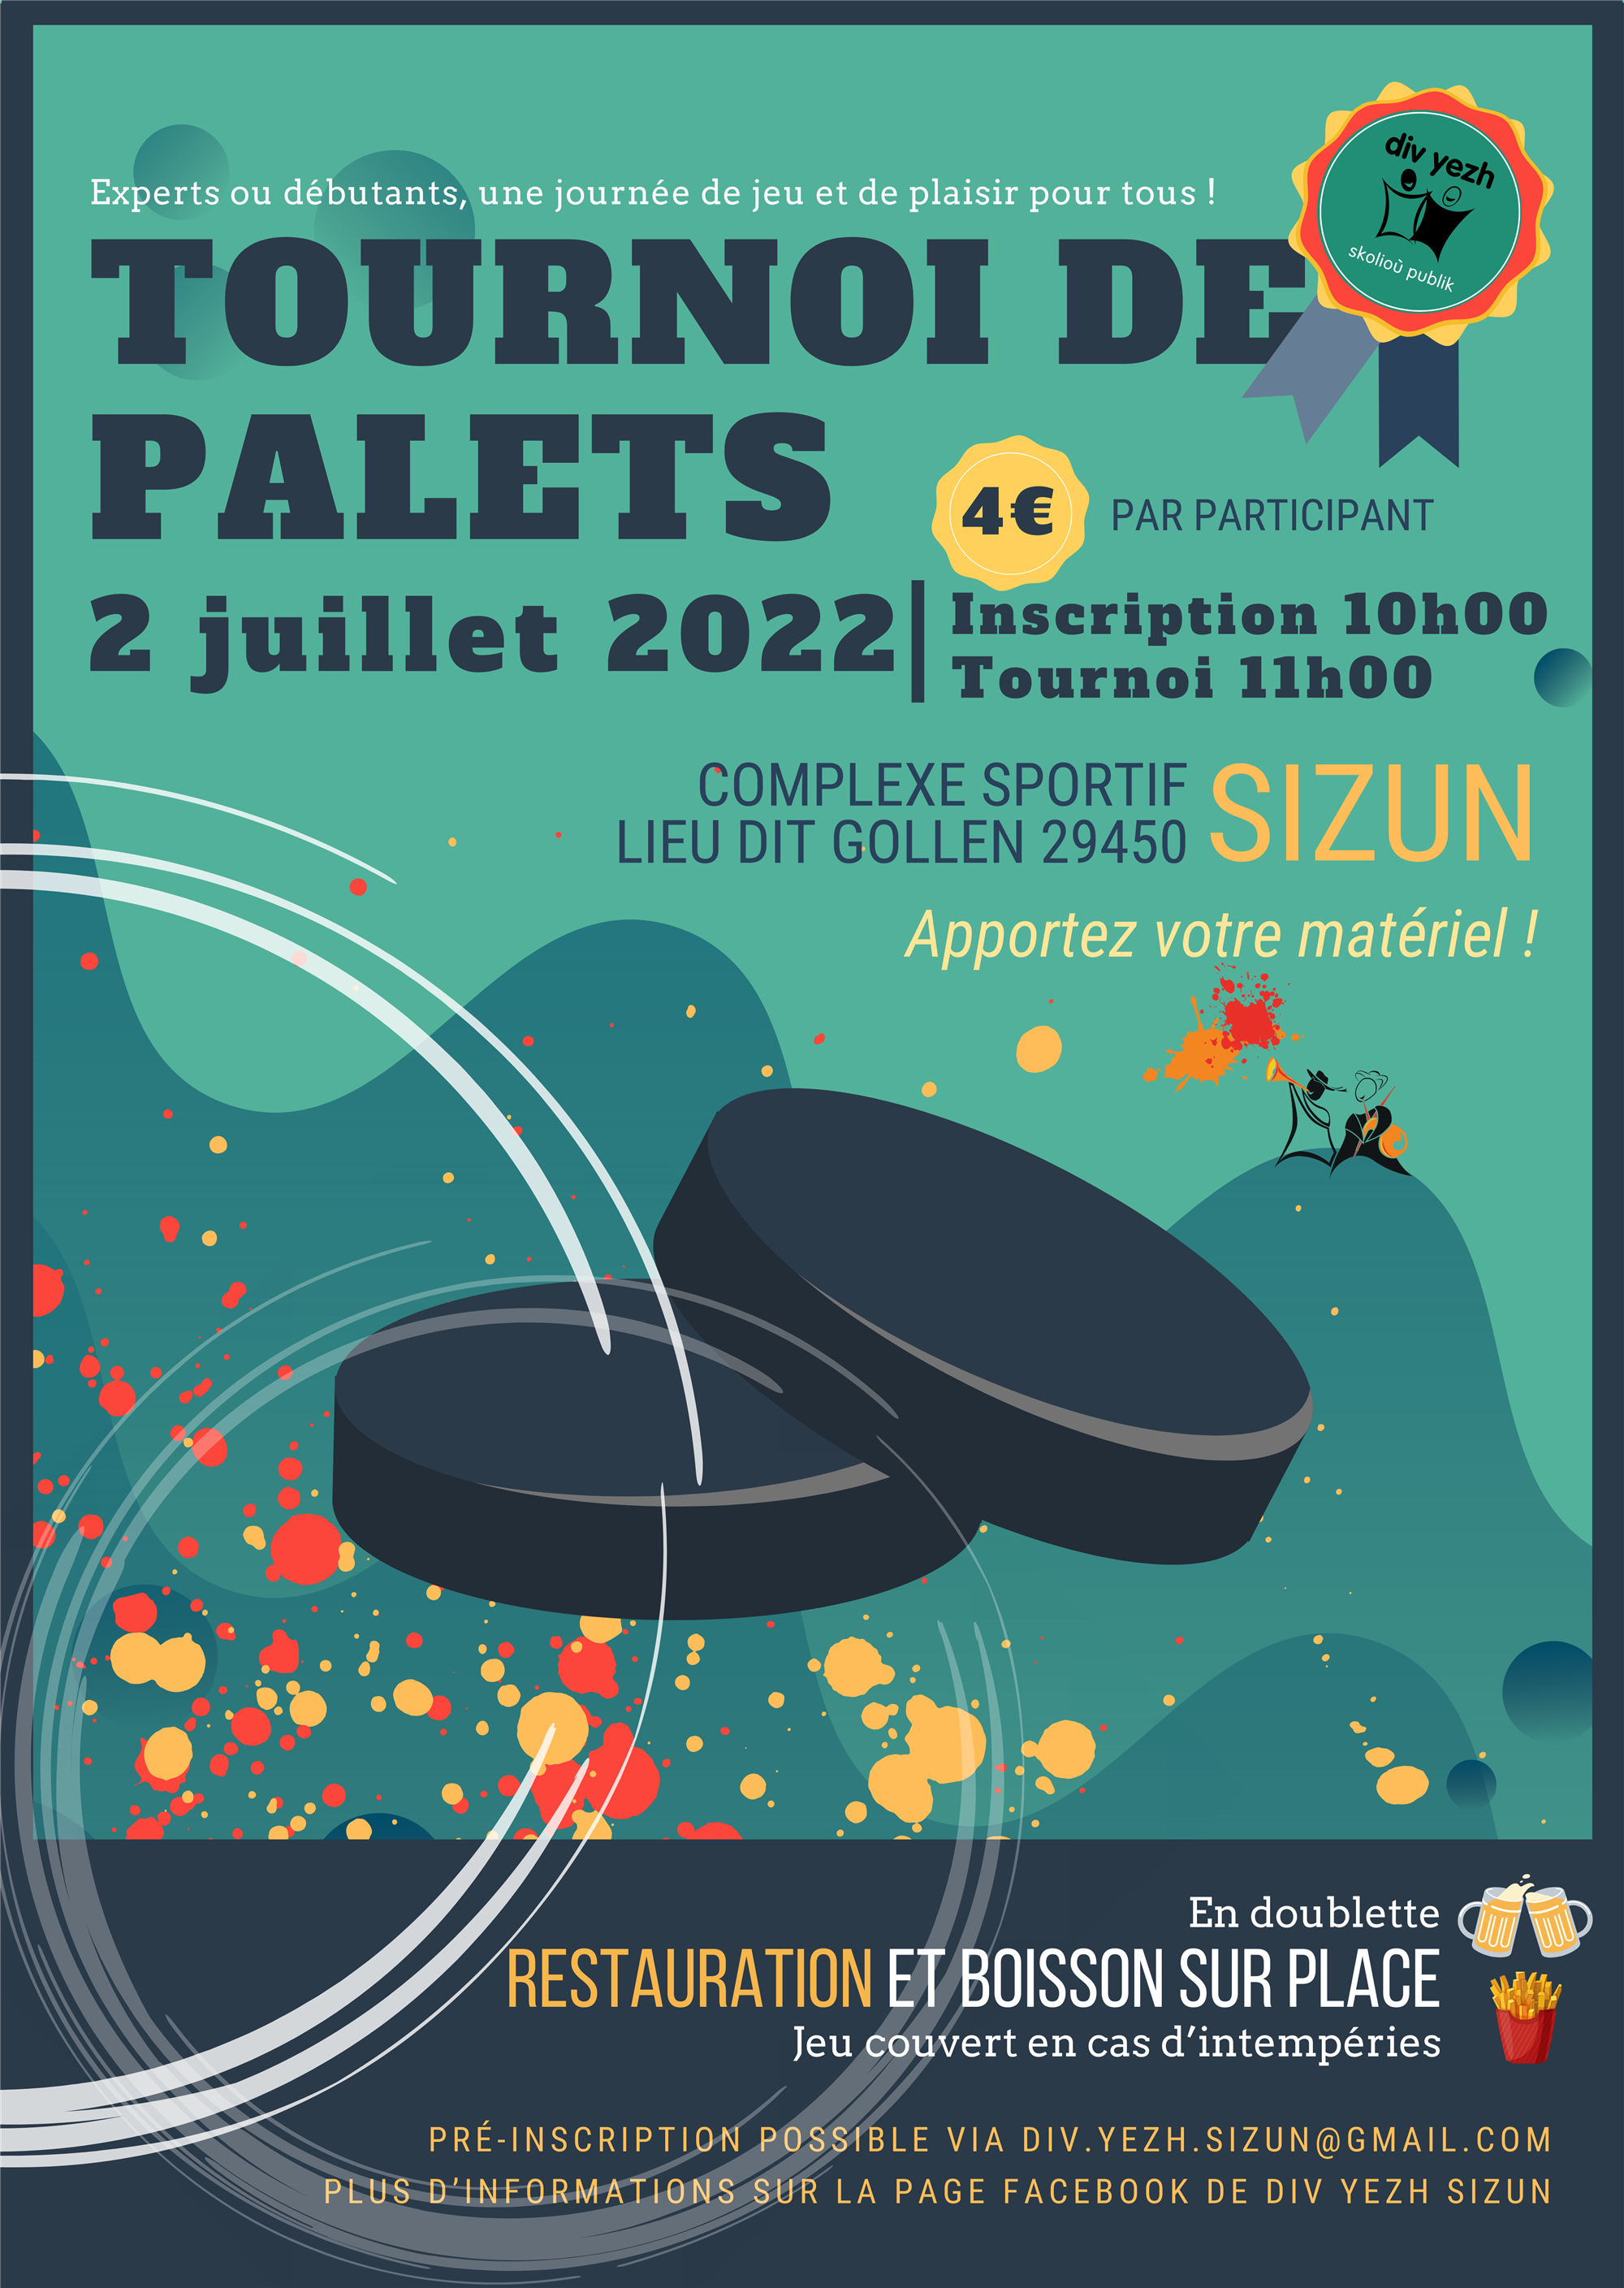 div yezh
skolioù publik
Experts ou débutants, une journée de jeu et de plaisir pour tous !
TOURNOI DE
PALETS
4€ PAR PARTICIPANT
2 juillet 2022
Inscription 10h00
Tournoi 11h00
COMPLEXE SPORTIF
LIEU DIT GOLLEN 29450
SIZUN
Apportez votre matériel !
En doublette
RESTAURATION ET BOISSON SUR PLACE
Jeu couvert en cas d’intempéries
PRÉ-INSCRIPTION POSSIBLE VIA DIV.YEZH.SIZUN@GMAIL.COM
PLUS D’INFORMATIONS SUR LA PAGE FACEBOOK DE DIV YEZH SIZUN